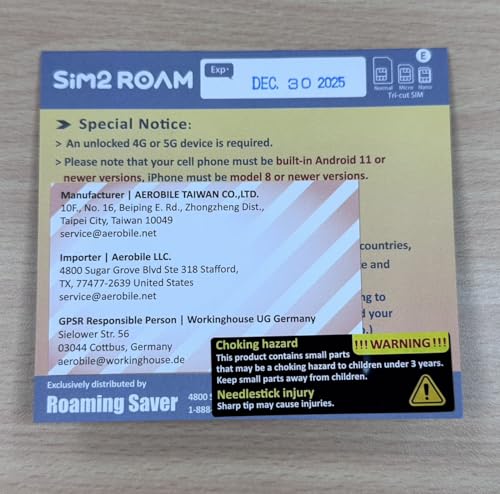 SIM2 ROAM
Exp.
DEC. 30 2025
E
Normal Micro Nano
Tri-cut SIM
Special Notice:
> An unlocked 4G or 5G device is required.
> Please note that your cell phone must be built-in Android 11 or
newer versions, iPhone must be model 8 or newer versions.
Manufacturer | AEROBILE TAIWAN CO.,LTD.
10F., No. 16, Beiping E. Rd., Zhongzheng Dist.,
Taipei City, Taiwan 10049
service@aerobile.net
Importer | Aerobile LLC.
4800 Sugar Grove Blvd Ste 318 Stafford,
TX, 77477-2639 United States
service@aerobile.net
GPSR Responsible Person | Workinghouse UG Germany
Sielower Str. 56
03044 Cottbus, Germany
aerobile@workinghouse.de
countries,
and
to
your
Choking hazard
!!! WARNING !!!
This product contains small parts
that may be a choking hazard to children under 3 years.
Keep small parts away from children.
Needlestick injury
Sharp tip may cause injuries.
Exclusively distributed by
Roaming Saver
4800
1-888